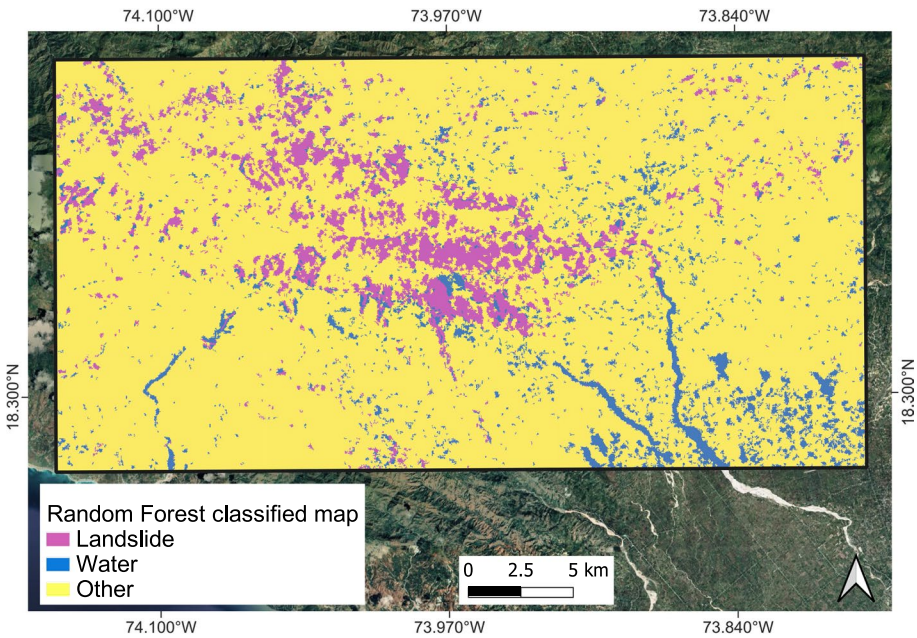 74.100°W 73.970°W 73.840°W
18.300°N 18.300°N
Random Forest classified map
Landslide
Water
Other
0 2.5 5 km
74.100°W 73.970°W 73.840°W